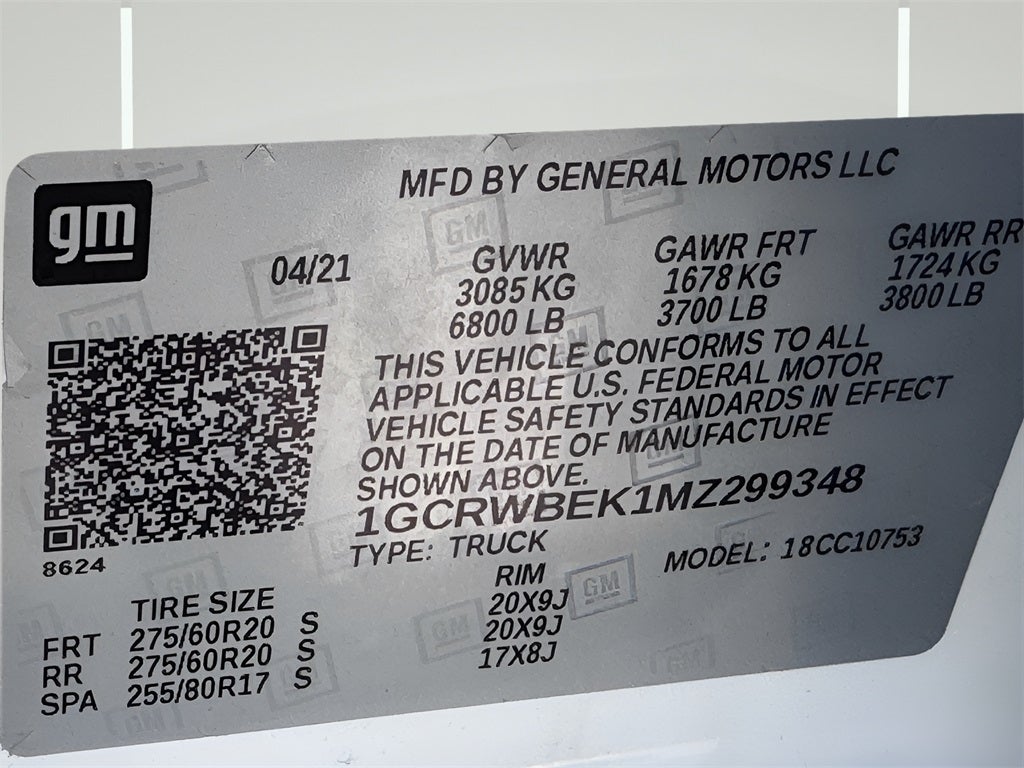 gm
MFD BY GENERAL MOTORS LLC
04/21
GVWR GAWR FRT GAWR RR
3085 KG 1678 KG 1724 KG
6800 LB 3700 LB 3800 LB
THIS VEHICLE CONFORMS TO ALL
APPLICABLE U.S. FEDERAL MOTOR
VEHICLE SAFETY STANDARDS IN EFFECT
ON THE DATE OF MANUFACTURE
SHOWN ABOVE.
1GCRWBEK1MZ299348
TYPE: TRUCK MODEL: 18CC10753
8624
TIRE SIZE RIM
FRT 275/60R20 S 20X9J
RR 275/60R20 S 20X9J
SPA 255/80R17 S 17X8J